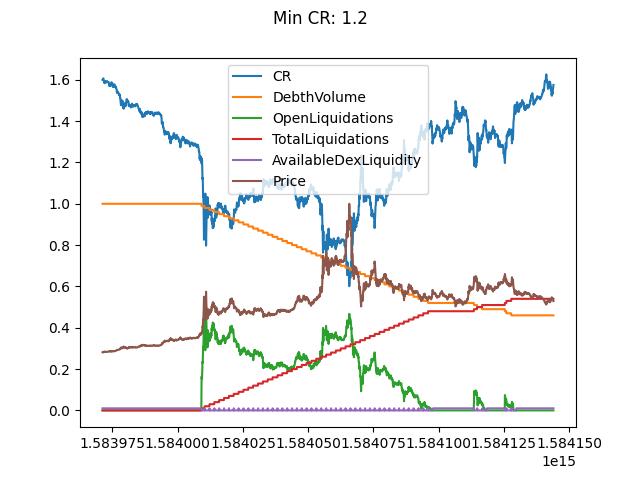 Min CR: 1.2
CR
DebthVolume
OpenLiquidations
TotalLiquidations
AvailableDexLiquidity
Price
1.6
1.4
1.2
1.0
0.8
0.6
0.4
0.2
0.0
1.583975 1.584000 1.584025 1.584050 1.584075 1.584100 1.584125 1.584150
1e15